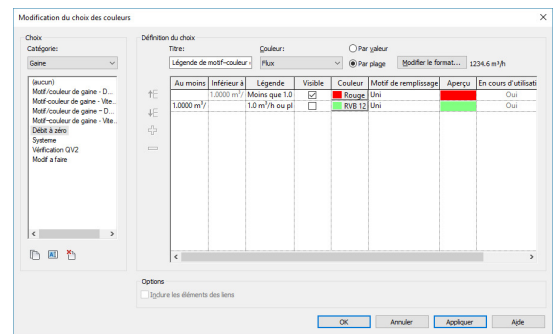 Modification du choix des couleurs
Choix
Catégorie:
Gaine
(aucun)
Motif/couleur de gaine - D...
Motif-couleur de gaine - Vite...
Motif/couleur de gaine - D...
Motif-couleur de gaine - Vite...
Débit à zéro
Systeme
Vérification QV2
Modif a faire
Définition du choix
Titre:
Légende de motif-couleur
Couleur:
Flux
Par valeur
Par plage
Modifier le format...
1234.6 m³/h
Au moins Inférieur à Légende Visible Couleur Motif de remplissage Aperçu En cours d'utilisati
1.0000 m³/ Moins que 1.0 Rouge Uni Oui
1.0000 m³/ 1.0 m³/h ou pl RVB 12 Uni Oui
Options
Inclure les éléments des liens
OK Annuler Appliquer Aide